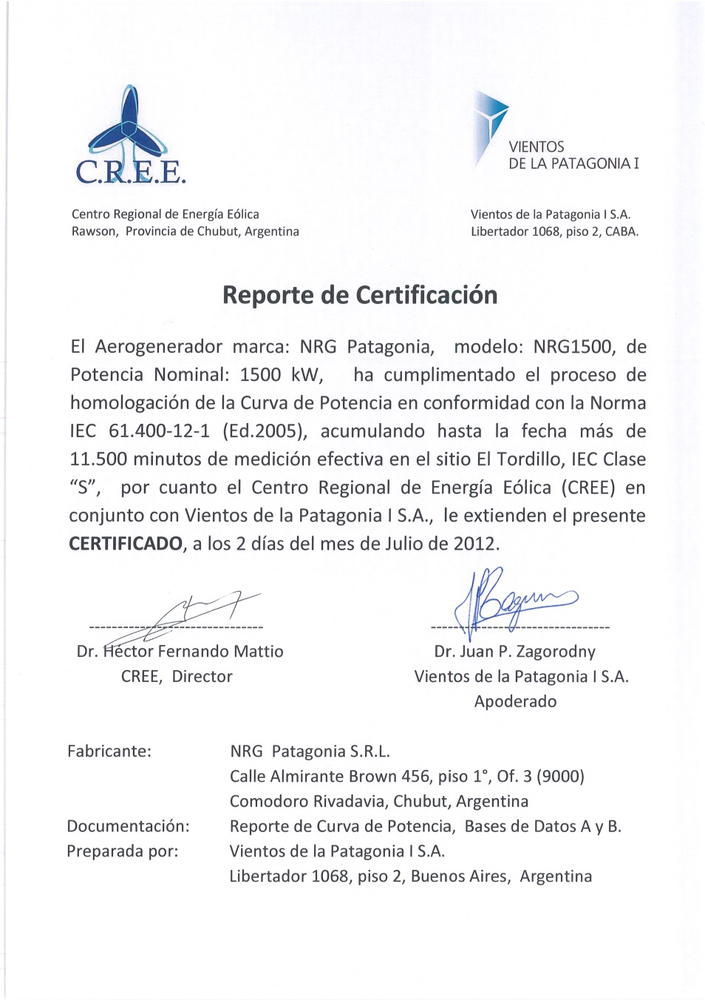 C.R.E.E.
VIENTOS
DE LA PATAGONIA I
Centro Regional de Energía Eólica
Rawson, Provincia de Chubut, Argentina
Vientos de la Patagonia I S.A.
Libertador 1068, piso 2, CABA.
Reporte de Certificación
El Aerogenerador marca: NRG Patagonia, modelo: NRG1500, de
Potencia Nominal: 1500 kW, ha cumplimentado el proceso de
homologación de la Curva de Potencia en conformidad con la Norma
IEC 61.400-12-1 (Ed.2005), acumulando hasta la fecha más de
11.500 minutos de medición efectiva en el sitio El Tordillo, IEC Clase
“S”, por cuanto el Centro Regional de Energía Eólica (CREE) en
conjunto con Vientos de la Patagonia I S.A., le extienden el presente
CERTIFICADO, a los 2 días del mes de Julio de 2012.
Dr. Héctor Fernando Mattio
CREE, Director
Dr. Juan P. Zagorodny
Vientos de la Patagonia I S.A.
Apoderado
Fabricante: NRG Patagonia S.R.L.
Calle Almirante Brown 456, piso 1°, Of. 3 (9000)
Comodoro Rivadavia, Chubut, Argentina
Documentación: Reporte de Curva de Potencia, Bases de Datos A y B.
Preparada por: Vientos de la Patagonia I S.A.
Libertador 1068, piso 2, Buenos Aires, Argentina